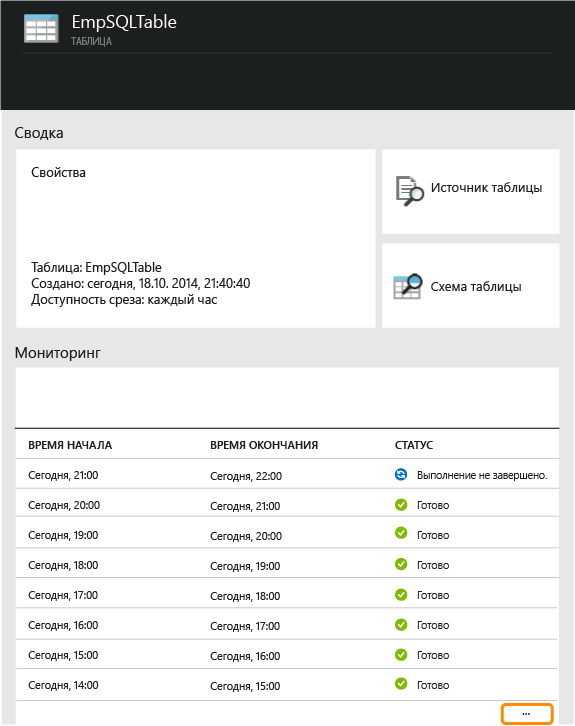 EmpSQLTable
ТАБЛИЦА
Сводка
Свойства
Таблица: EmpSQLTable
Создано: сегодня, 18.10. 2014, 21:40:40
Доступность среза: каждый час
Источник таблицы
Схема таблицы
Мониторинг
ВРЕМЯ НАЧАЛА ВРЕМЯ ОКОНЧАНИЯ СТАТУС
Сегодня, 21:00 Сегодня, 22:00 Выполнение не завершено.
Сегодня, 20:00 Сегодня, 21:00 Готово
Сегодня, 19:00 Сегодня, 20:00 Готово
Сегодня, 18:00 Сегодня, 19:00 Готово
Сегодня, 17:00 Сегодня, 18:00 Готово
Сегодня, 16:00 Сегодня, 17:00 Готово
Сегодня, 15:00 Сегодня, 16:00 Готово
Сегодня, 14:00 Сегодня, 15:00 Готово
...